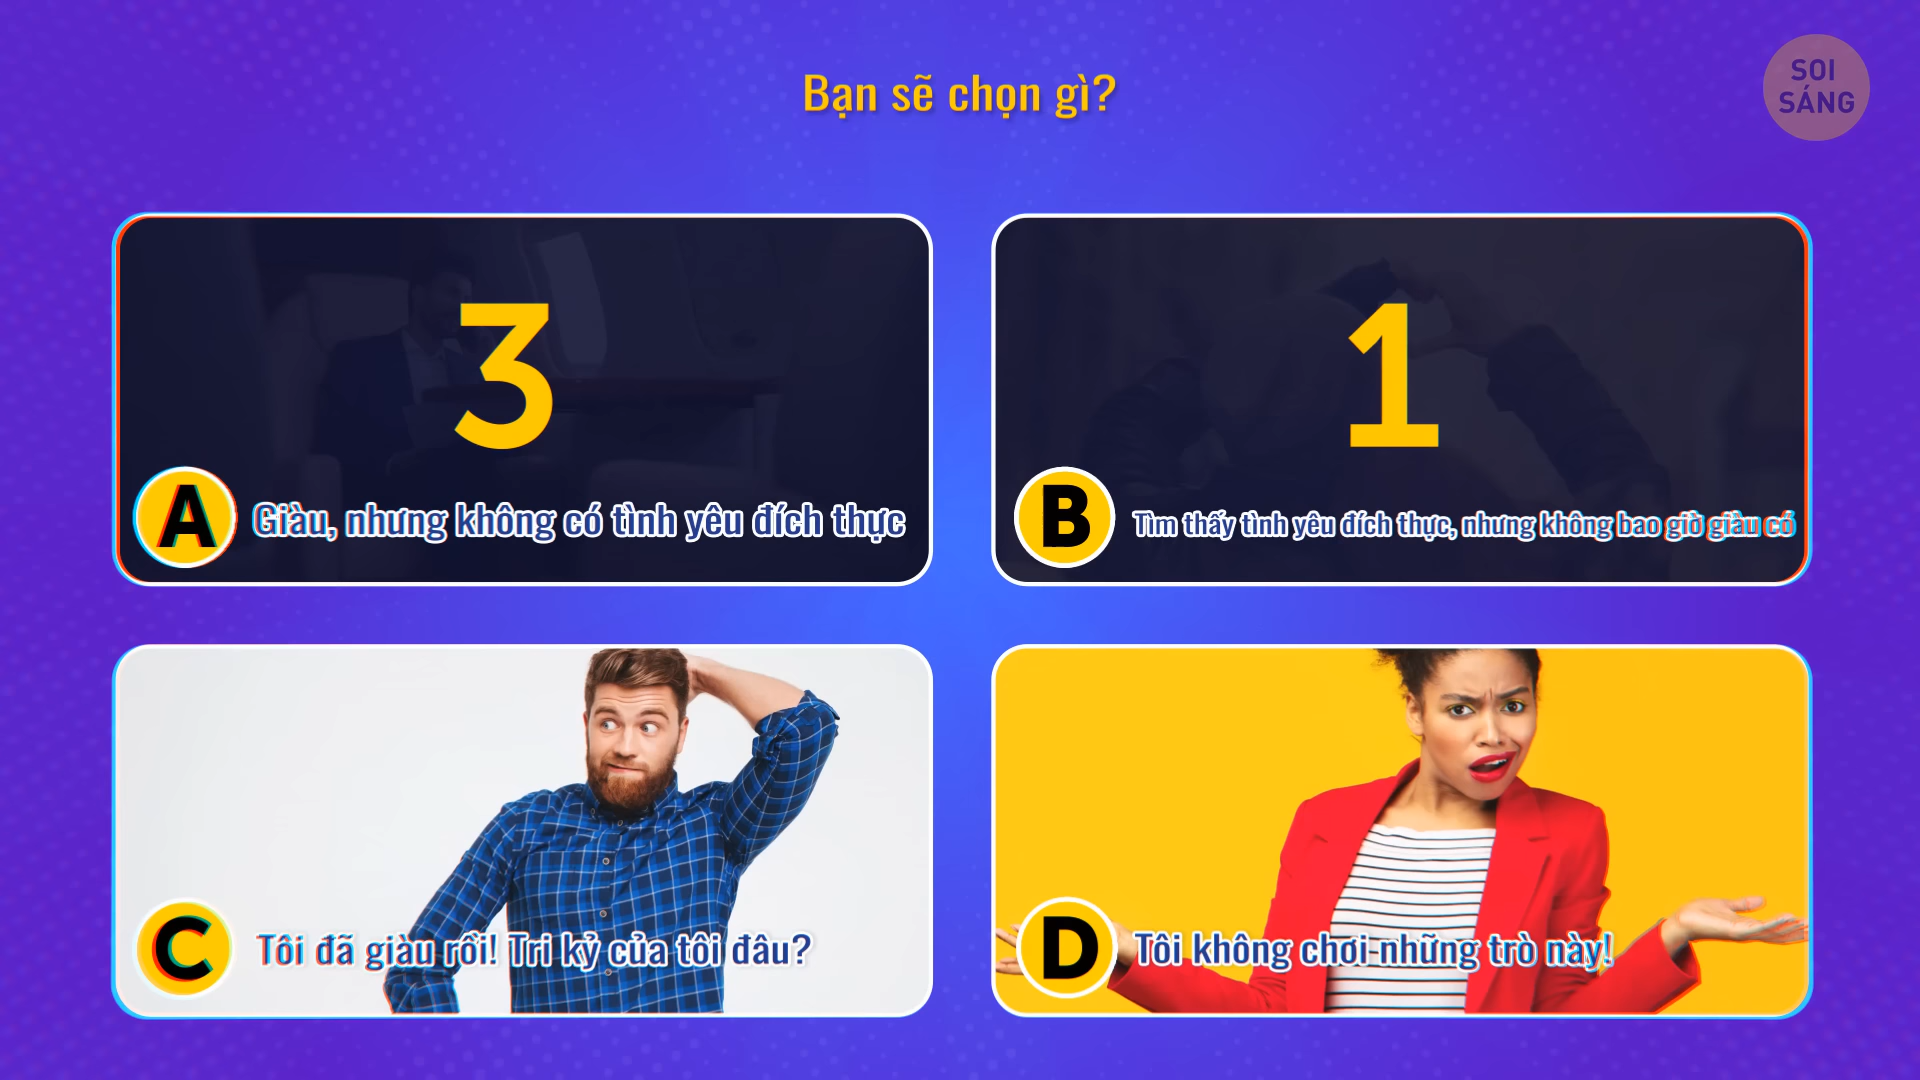 Bạn sẽ chọn gì?
SOI
SÁNG
3
A
Giàu, nhưng không có tình yêu đích thực
1
B
Tìm thấy tình yêu đích thực, nhưng không bao giờ giàu có
C
Tôi đã giàu rồi! Tri kỷ của tôi đâu?
D
Tôi không chơi những trò này!